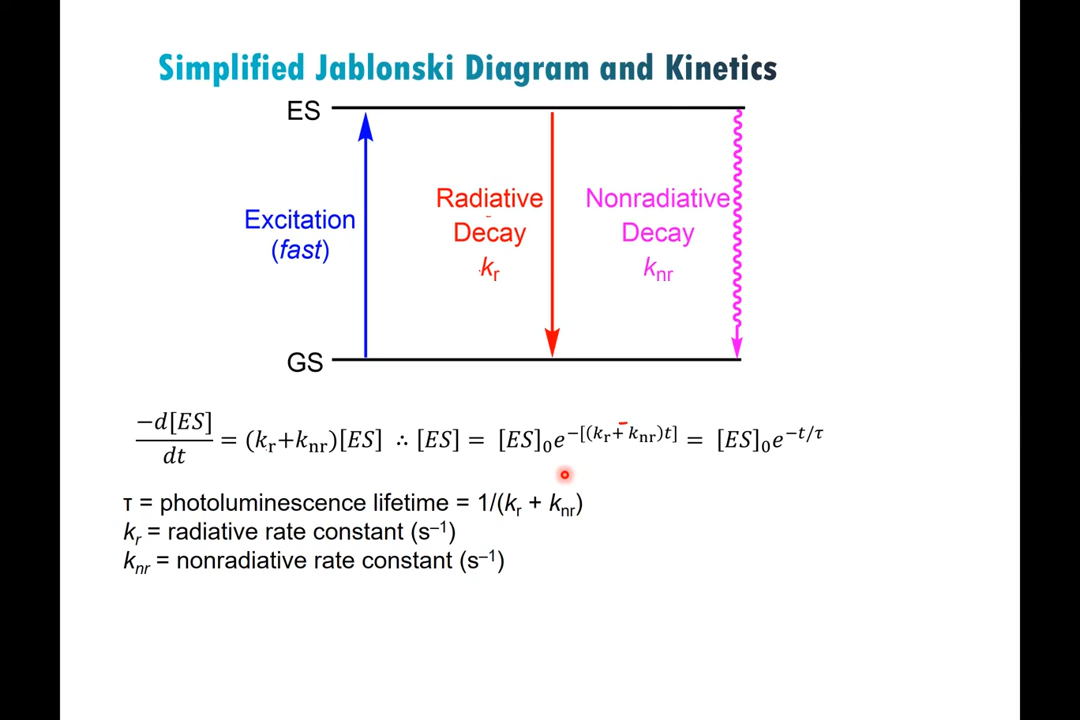 Simplified Jablonski Diagram and Kinetics
ES
Excitation
(fast)
Radiative
Decay
kr
Nonradiative
Decay
knr
GS
−d[ES]/dt = (kr+knr)[ES] ∴ [ES] = [ES]₀e^−[(kr+knr)t] = [ES]₀e^−t/τ
τ = photoluminescence lifetime = 1/(kr + knr)
kr = radiative rate constant (s⁻¹)
knr = nonradiative rate constant (s⁻¹)